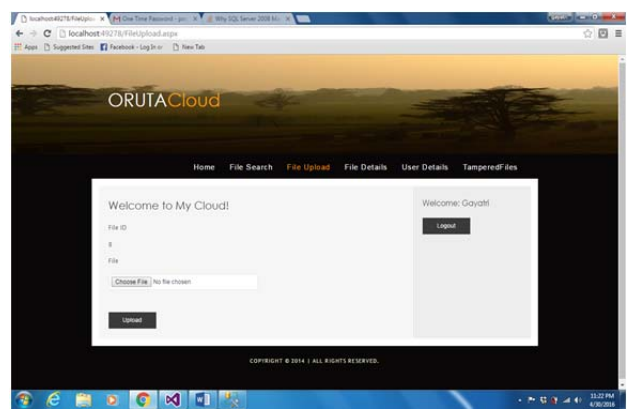 localhost:49278/FileUplo
One Time Password - pro
Why SQL Server 2008 Ma
localhost:49278/FileUpload.aspx
Apps Suggested Sites Facebook - Log In or New Tab
ORUTACloud
Home File Search File Upload File Details User Details TamperedFiles
Welcome to My Cloud!
File ID
File
Choose File No file chosen
Upload
Welcome: Gayatri
Logout
COPYRIGHT © 2014 | ALL RIGHTS RESERVED.
11:22 PM
4/30/2016